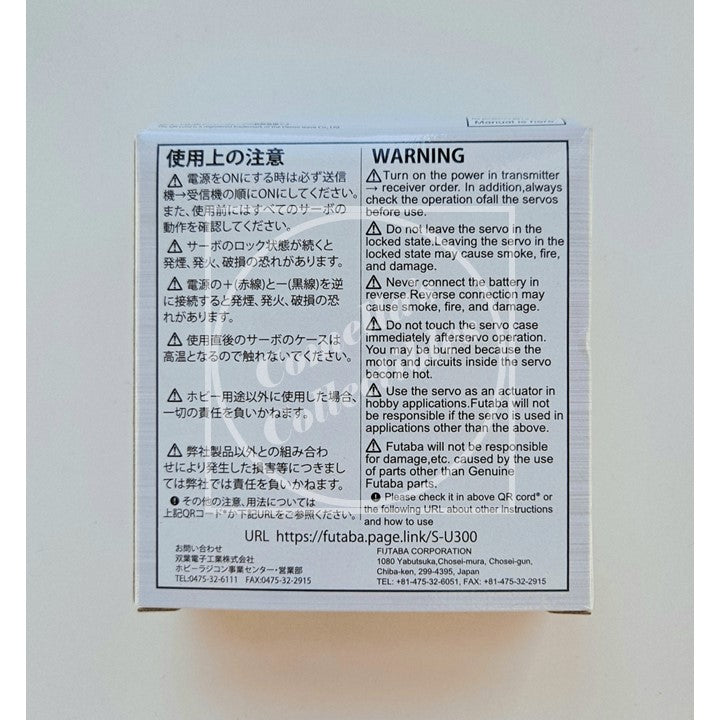 Manual is here
使用上の注意
⚠電源をONにする時は必ず送信
機→受信機の順にONにしてください。
また、使用前にはすべてのサーボの
動作を確認してください。
⚠サーボのロック状態が続くと
発煙、発火、破損の恐れがあります。
⚠電源の+(赤線)と−(黒線)を逆
に接続すると発煙、発火、破損の恐
れがあります。
⚠使用直後のサーボのケースは
高温となるので触れないでください。
⚠ホビー用途以外に使用した場合、
一切の責任を負いかねます。
⚠弊社製品以外との組み合わ
せにより発生した損害等につきまし
ては弊社では責任を負いかねます。
❶その他の注意、用法については
上記QRコード®か下記URLをご参照ください。
WARNING
⚠Turn on the power in transmitter
→ receiver order. In addition,always
check the operation ofall the servos
before use.
⚠ Do not leave the servo in the
locked state.Leaving the servo in the
locked state may cause smoke, fire,
and damage.
⚠ Never connect the battery in
reverse.Reverse connection may
cause smoke, fire, and damage.
⚠ Do not touch the servo case
immediately afterservo operation.
You may be burned because the
motor and circuits inside the servo
become hot.
⚠ Use the servo as an actuator in
hobby applications.Futaba will not
be responsible if the servo is used in
applications other than the above.
⚠ Futaba will not be responsible
for damage,etc. caused by the use
of parts other than Genuine
Futaba parts.
❶ Please check it in above QR cord® or
the following URL about other instructions
and how to use
URL https://futaba.page.link/S-U300
お問い合わせ
双葉電子工業株式会社
ホビーラジコン事業センター・営業部
TEL:0475-32-6111 FAX:0475-32-2915
FUTABA CORPORATION
1080 Yabutsuka,Chosei-mura, Chosei-gun,
Chiba-ken, 299-4395, Japan
TEL: +81-475-32-6051, FAX: +81-475-32-2915